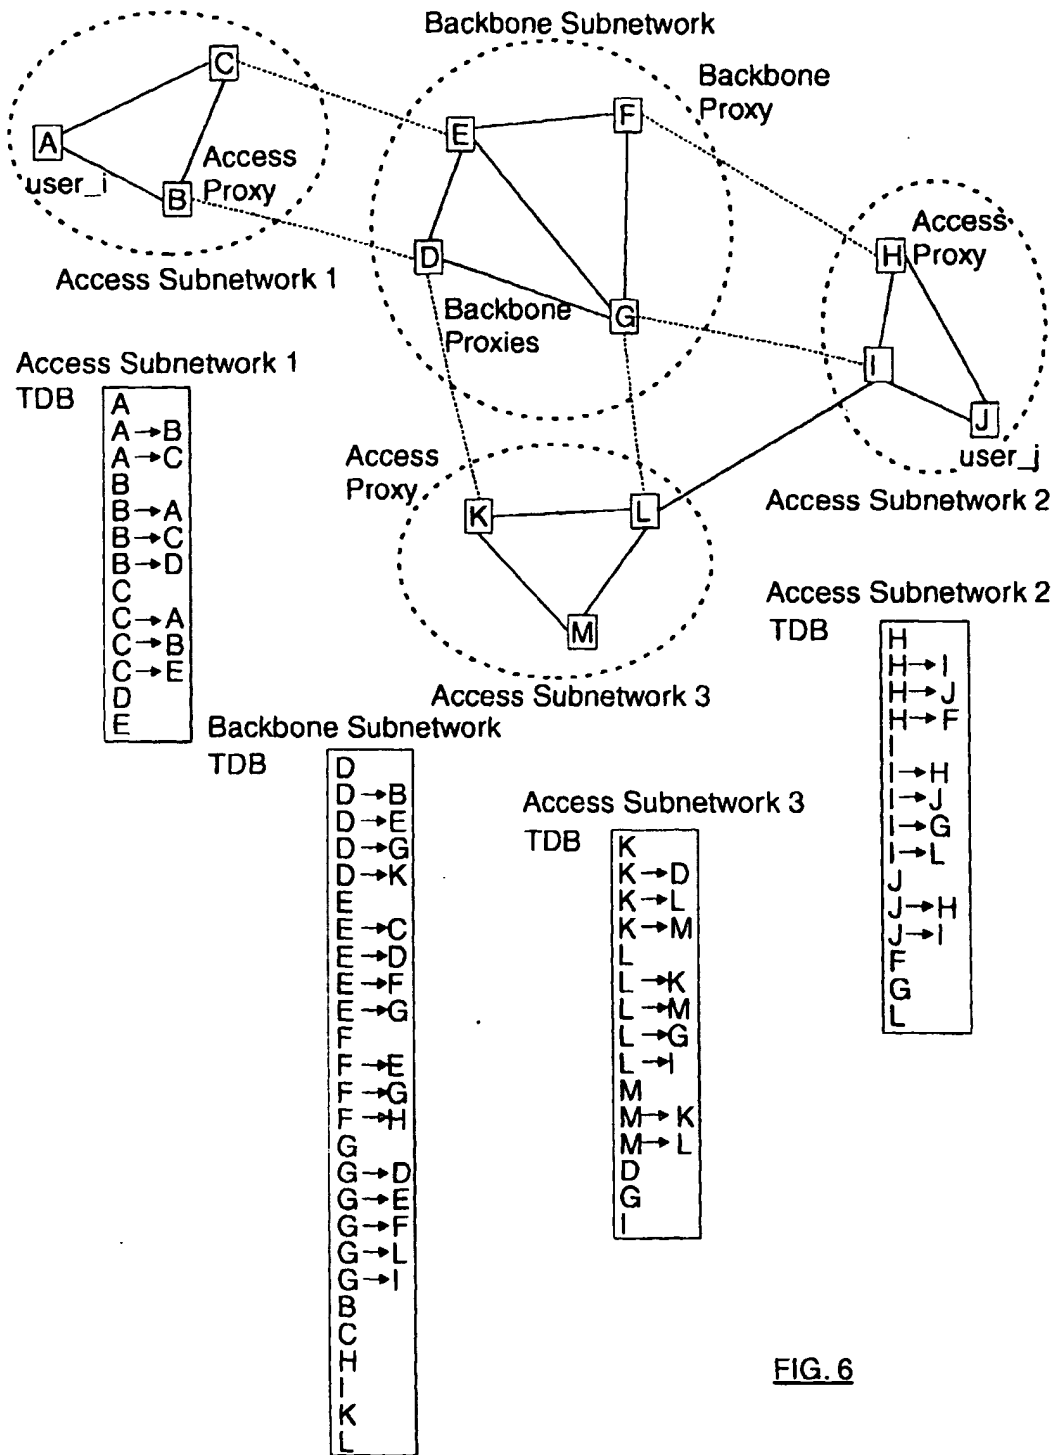 Backbone Subnetwork
Backbone
Proxy
C
E
F
A
user_i
Access
Proxy
B
Access
Proxy
H
D
Access Subnetwork 1
Backbone
Proxies
G
I
J
user_j
Access Subnetwork 2
Access
Proxy
K
L
M
Access Subnetwork 3
Access Subnetwork 1
TDB
A
A→B
A→C
B
B→A
B→C
B→D
C
C→A
C→B
C→E
D
E
Backbone Subnetwork
TDB
D
D→B
D→E
D→G
D→K
E
E→C
E→D
E→F
E→G
F
F→E
F→G
F→H
G
G→D
G→E
G→F
G→L
G→I
B
C
H
I
K
L
Access Subnetwork 3
TDB
K
K→D
K→L
K→M
L
L→K
L→M
L→G
L→I
M
M→K
M→L
D
G
I
Access Subnetwork 2
TDB
H
H→I
H→J
H→F
I
I→H
I→J
I→G
I→L
J
J→H
J→I
F
G
L
FIG. 6